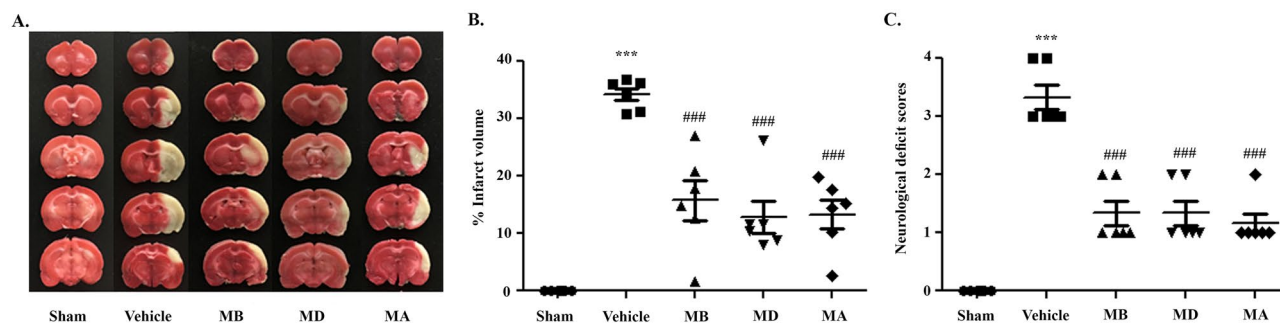 A.
Sham Vehicle MB MD MA
B.
% Infarct volume
40
30
20
10
0
***
###
###
###
Sham Vehicle MB MD MA
C.
Neurological deficit scores
4
3
2
1
0
***
###
###
###
Sham Vehicle MB MD MA